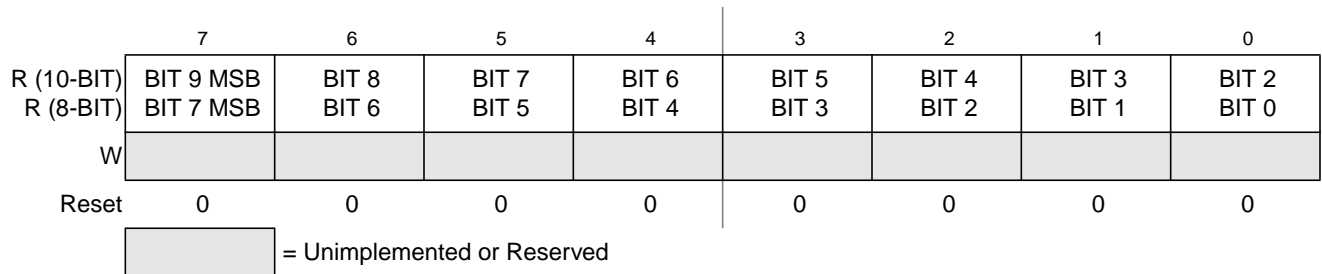 7 6 5 4 3 2 1 0
R (10-BIT) BIT 9 MSB BIT 8 BIT 7 BIT 6 BIT 5 BIT 4 BIT 3 BIT 2
R (8-BIT) BIT 7 MSB BIT 6 BIT 5 BIT 4 BIT 3 BIT 2 BIT 1 BIT 0
W
Reset 0 0 0 0 0 0 0 0
= Unimplemented or Reserved